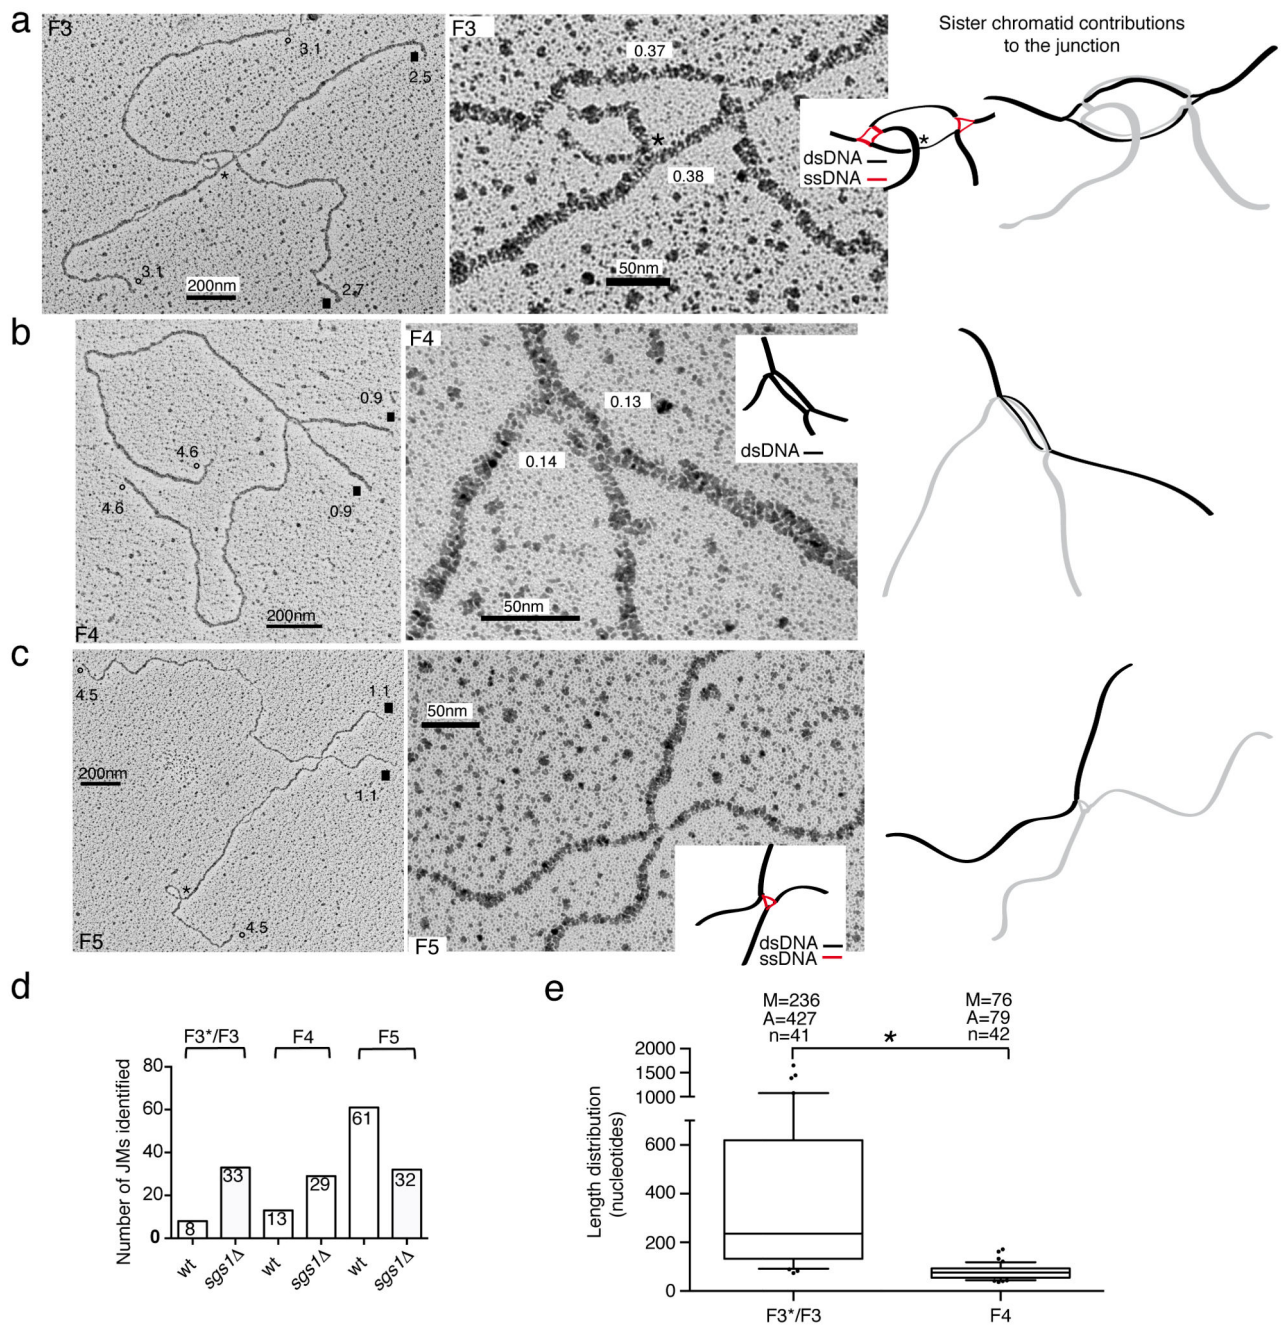 a
F3
3.1
2.5
*
3.1
2.7
200nm
F3
0.37
*
0.38
50nm
*
dsDNA
ssDNA
Sister chromatid contributions
to the junction
b
0.9
4.6
4.6
0.9
200nm
F4
F4
0.13
0.14
dsDNA
50nm
c
4.5
1.1
200nm
1.1
*
4.5
F5
50nm
F5
dsDNA
ssDNA
d
F3*/F3 F4 F5
Number of JMs identified
80
60
40
20
0
8
33
13
29
61
32
wt sgs1Δ wt sgs1Δ wt sgs1Δ
e
M=236 M=76
A=427 A=79
n=41 * n=42
Length distribution
(nucleotides)
2000
1500
1000
600
400
200
0
F3*/F3 F4